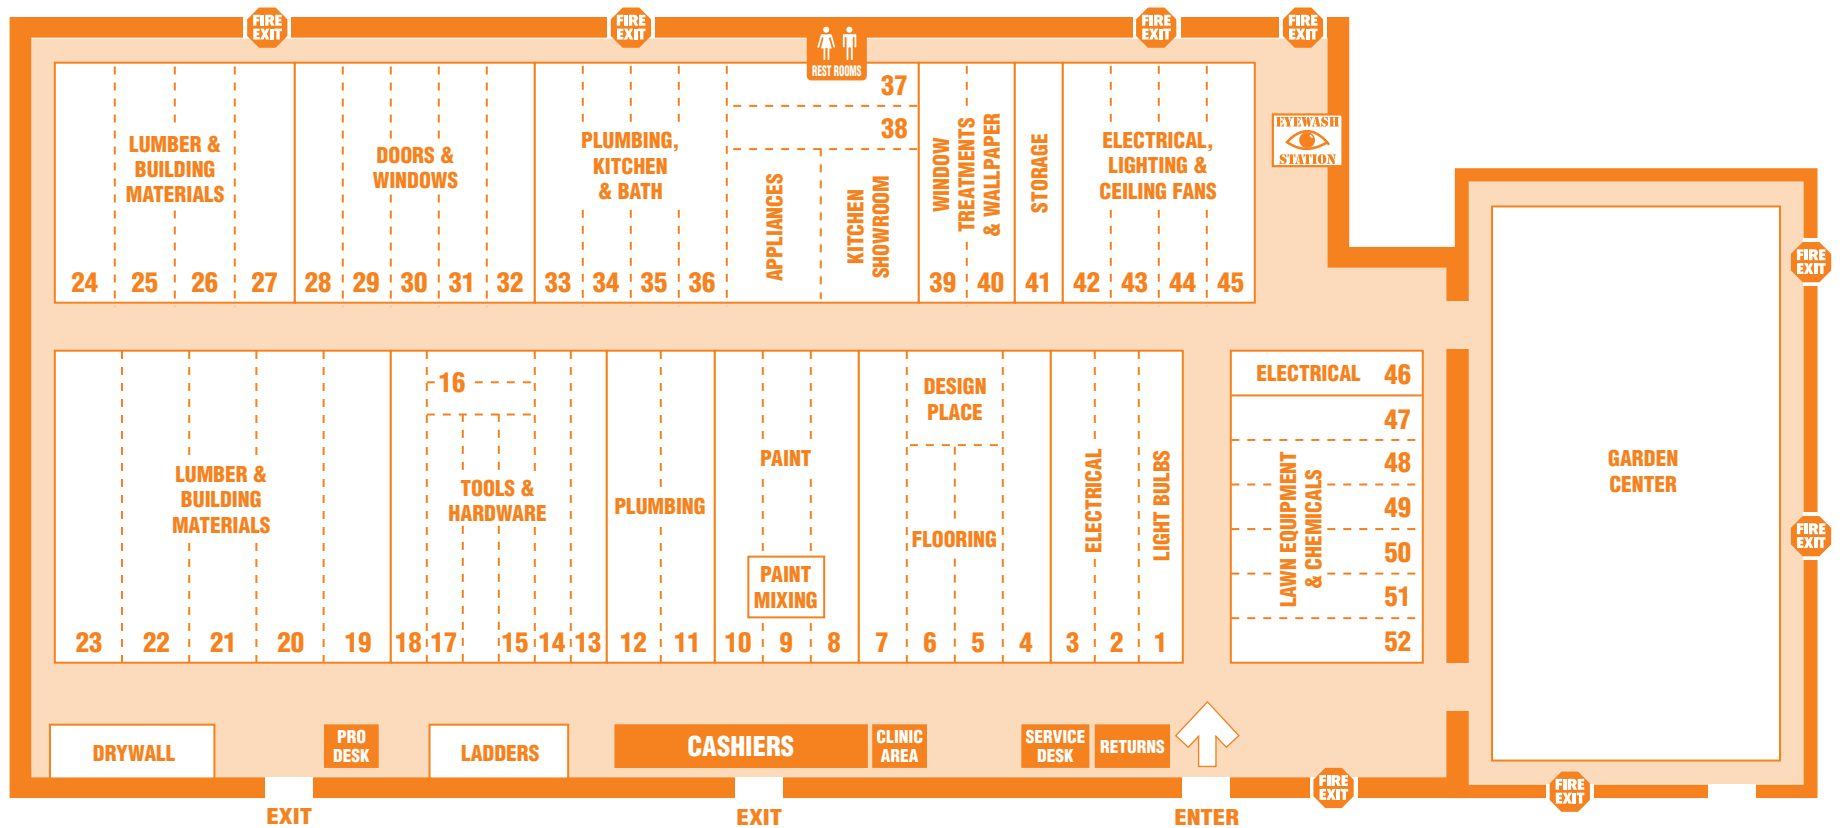 FIRE
EXIT
FIRE
EXIT
FIRE
EXIT
FIRE
EXIT
REST ROOMS
LUMBER &
BUILDING
MATERIALS
24 25 26 27
DOORS &
WINDOWS
28 29 30 31 32
PLUMBING,
KITCHEN
& BATH
33 34 35 36
37
38
APPLIANCES
KITCHEN
SHOWROOM
WINDOW
TREATMENTS
& WALLPAPER
39 40
STORAGE
41
ELECTRICAL,
LIGHTING &
CEILING FANS
42 43 44 45
EYEWASH
STATION
FIRE
EXIT
LUMBER &
BUILDING
MATERIALS
23 22 21 20 19
16
TOOLS &
HARDWARE
18 17 15 14 13
PLUMBING
12 11
PAINT
PAINT
MIXING
10 9 8
DESIGN
PLACE
FLOORING
7 6 5 4
ELECTRICAL
LIGHT BULBS
3 2 1
ELECTRICAL 46
47
48
49
50
51
52
LAWN EQUIPMENT
& CHEMICALS
GARDEN
CENTER
FIRE
EXIT
DRYWALL
PRO
DESK
LADDERS
CASHIERS
CLINIC
AREA
SERVICE
DESK
RETURNS
FIRE
EXIT
FIRE
EXIT
EXIT
EXIT
ENTER